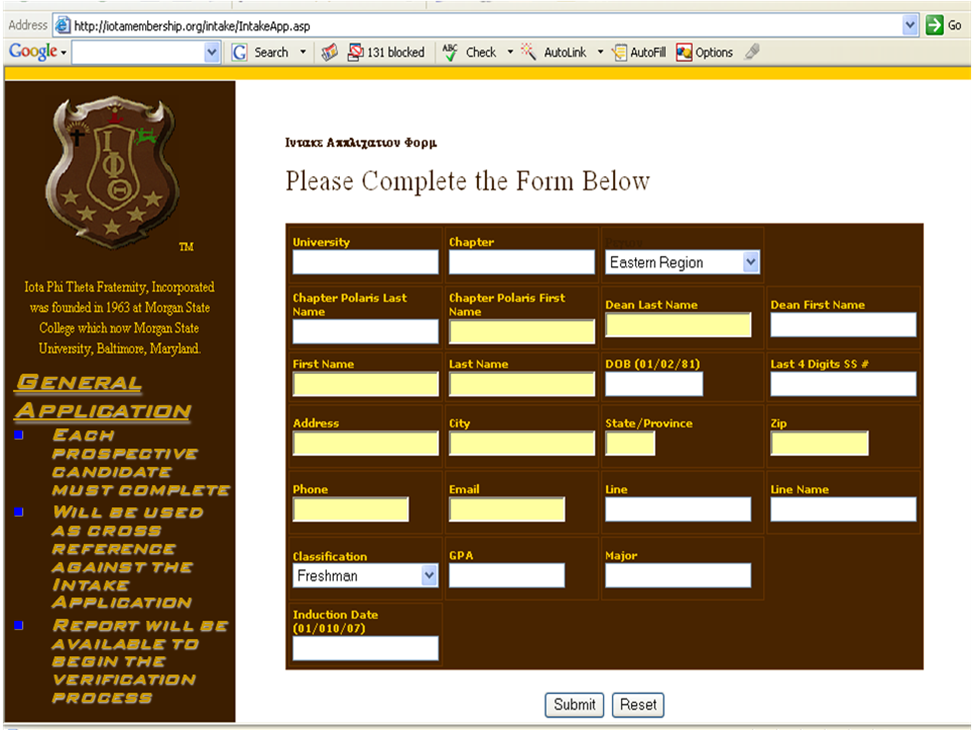 Address http://iotamembership.org/intake/IntakeApp.asp Go
Google Search 131 blocked ABC Check AutoLink AutoFill Options
ΙΦΘ
TM
Iota Phi Theta Fraternity, Incorporated
was founded in 1963 at Morgan State
College which now Morgan State
University, Baltimore, Maryland.
General
Application
Each
prospective
candidate
must complete
Will be used
as cross
reference
against the
Intake
Application
Report will be
available to
begin the
verification
process
Ιντακε Αππλιχατιον Φορμ
Please Complete the Form Below
University Chapter
Eastern Region
Chapter Polaris Last
Name
Chapter Polaris First
Name
Dean Last Name Dean First Name
First Name Last Name DOB (01/02/81) Last 4 Digits SS #
Address City State/Province Zip
Phone Email Line Line Name
Classification GPA Major
Freshman
Induction Date
(01/010/07)
Submit Reset